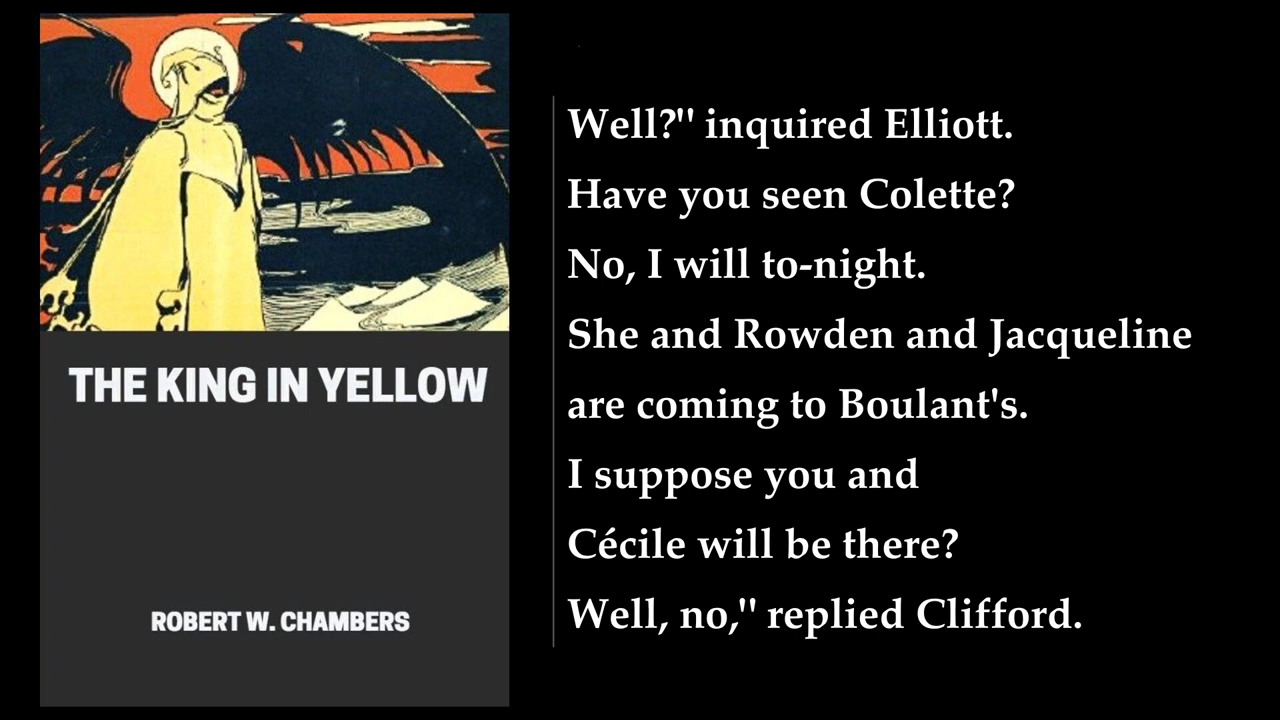 THE KING IN YELLOW
ROBERT W. CHAMBERS
Well?" inquired Elliott.
Have you seen Colette?
No, I will to-night.
She and Rowden and Jacqueline
are coming to Boulant's.
I suppose you and
Cécile will be there?
Well, no," replied Clifford.